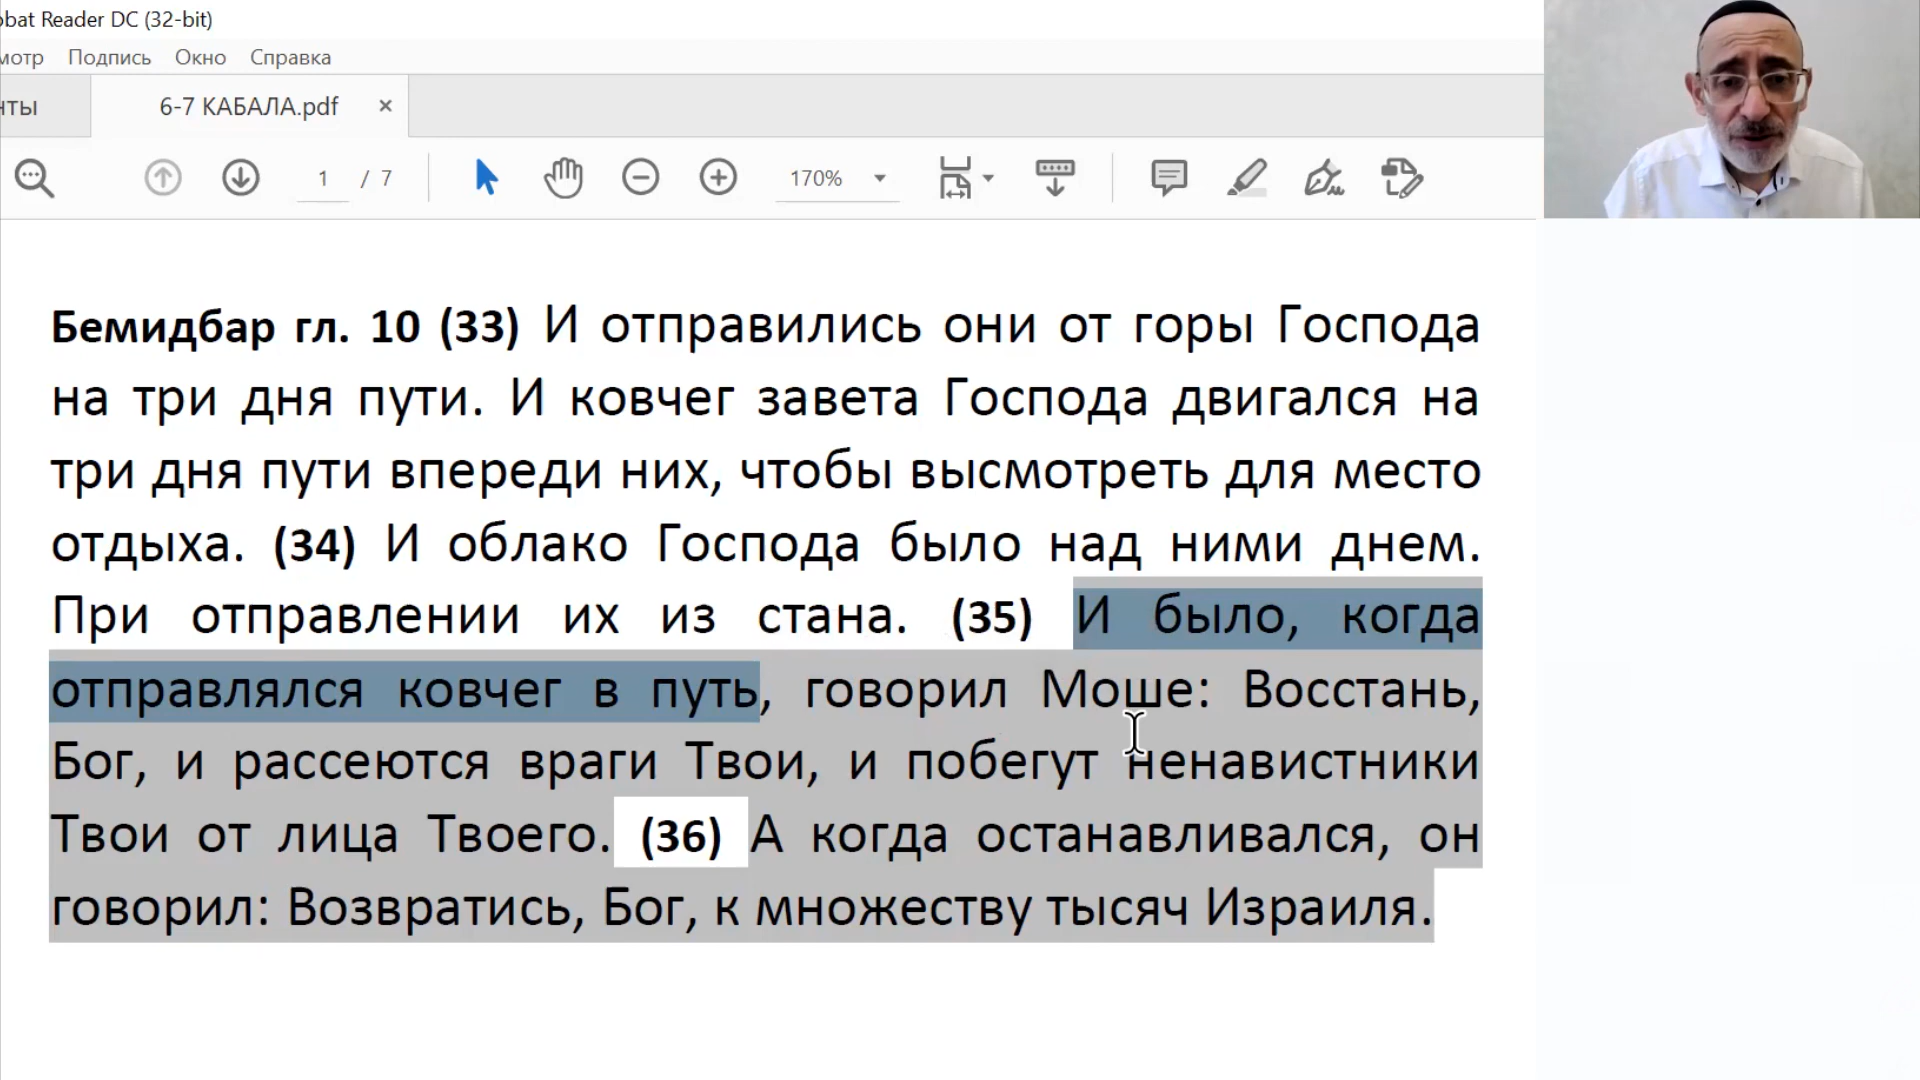 obat Reader DC (32-bit)
мотр Подпись Окно Справка
нты 6-7 КАБАЛА.pdf ×
1 / 7 170%
Бемидбар гл. 10 (33) И отправились они от горы Господа
на три дня пути. И ковчег завета Господа двигался на
три дня пути впереди них, чтобы высмотреть для место
отдыха. (34) И облако Господа было над ними днем.
При отправлении их из стана. (35) И было, когда
отправлялся ковчег в путь, говорил Моше: Восстань,
Бог, и рассеются враги Твои, и побегут ненавистники
Твои от лица Твоего. (36) А когда останавливался, он
говорил: Возвратись, Бог, к множеству тысяч Израиля.